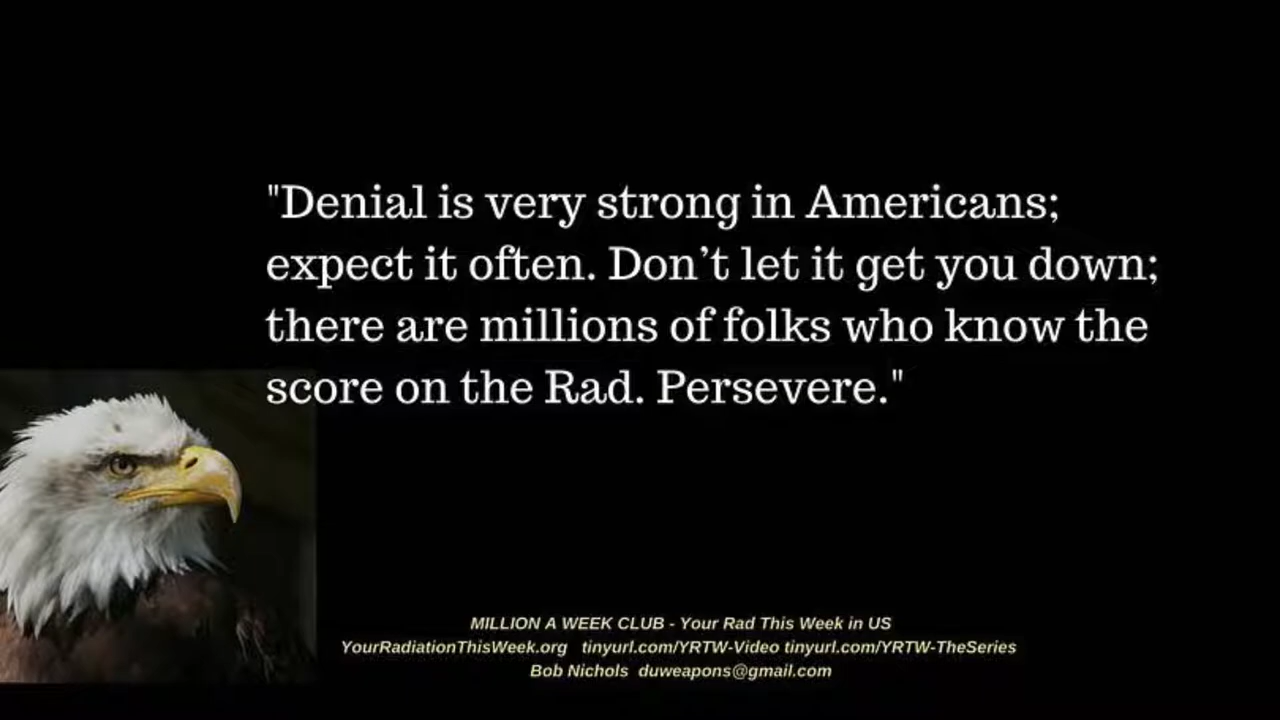 "Denial is very strong in Americans;
expect it often. Don’t let it get you down;
there are millions of folks who know the
score on the Rad. Persevere."
MILLION A WEEK CLUB - Your Rad This Week in US
YourRadiationThisWeek.org tinyurl.com/YRTW-Video tinyurl.com/YRTW-TheSeries
Bob Nichols duweapons@gmail.com